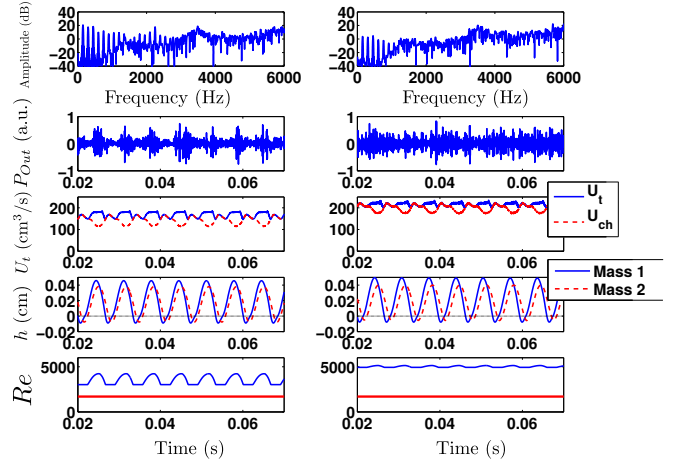 Amplitude (dB)
40
20
−20
−40
0 2000 4000 6000
Frequency (Hz)
40
20
−20
−40
0 2000 4000 6000
Frequency (Hz)
P_Out (a.u.)
1
0
−1
0.02 0.04 0.06
1
0
−1
0.02 0.04 0.06
U_t (cm³/s)
200
100
0
0.02 0.04 0.06
200
100
0
0.02 0.04 0.06
U_t
U_ch
h (cm)
0.04
0.02
0
−0.02
0.02 0.04 0.06
0.04
0.02
0
−0.02
0.02 0.04 0.06
Mass 1
Mass 2
Re
5000
0
0.02 0.04 0.06
Time (s)
5000
0
0.02 0.04 0.06
Time (s)